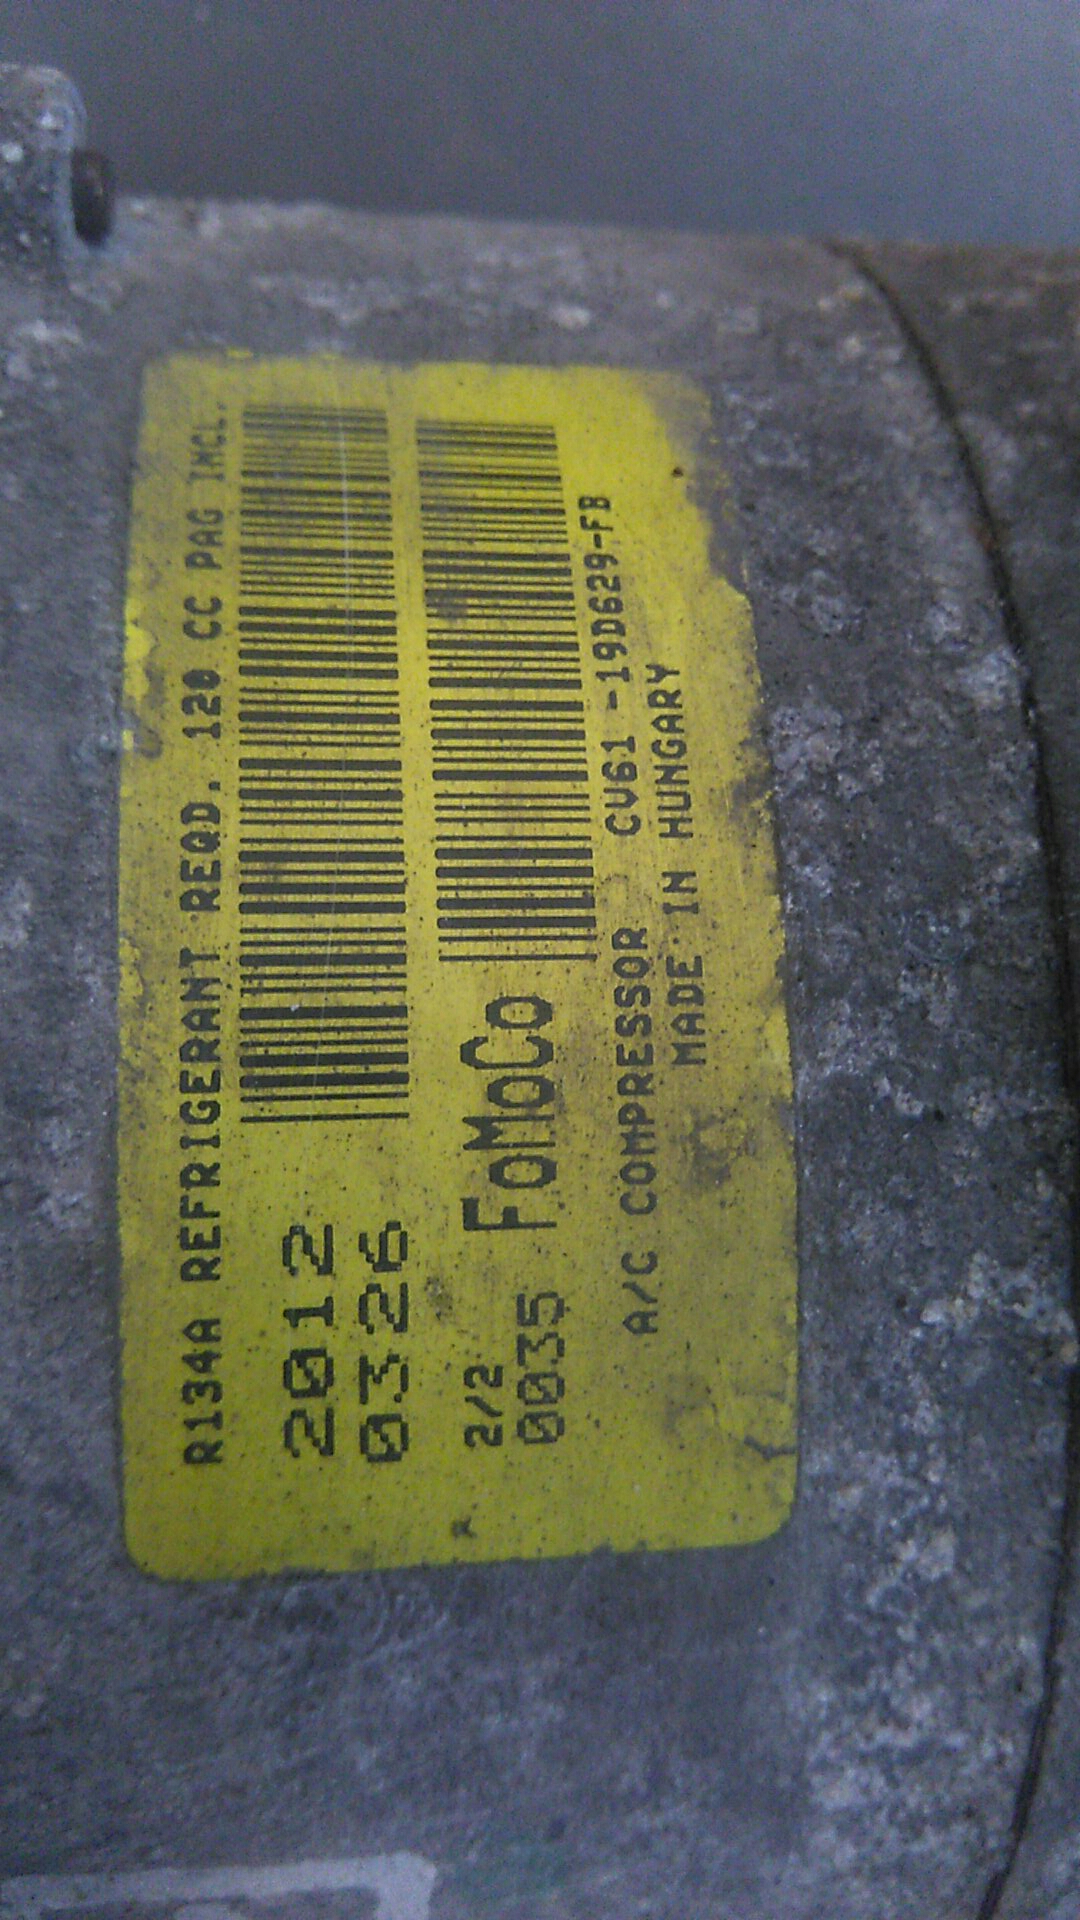 R134A REFRIGERANT REQD. 120 CC PAG INCL.
2012
0326
2/2
0035 FoMoCo
A/C COMPRESSOR CV61-19D629-FB
MADE IN HUNGARY